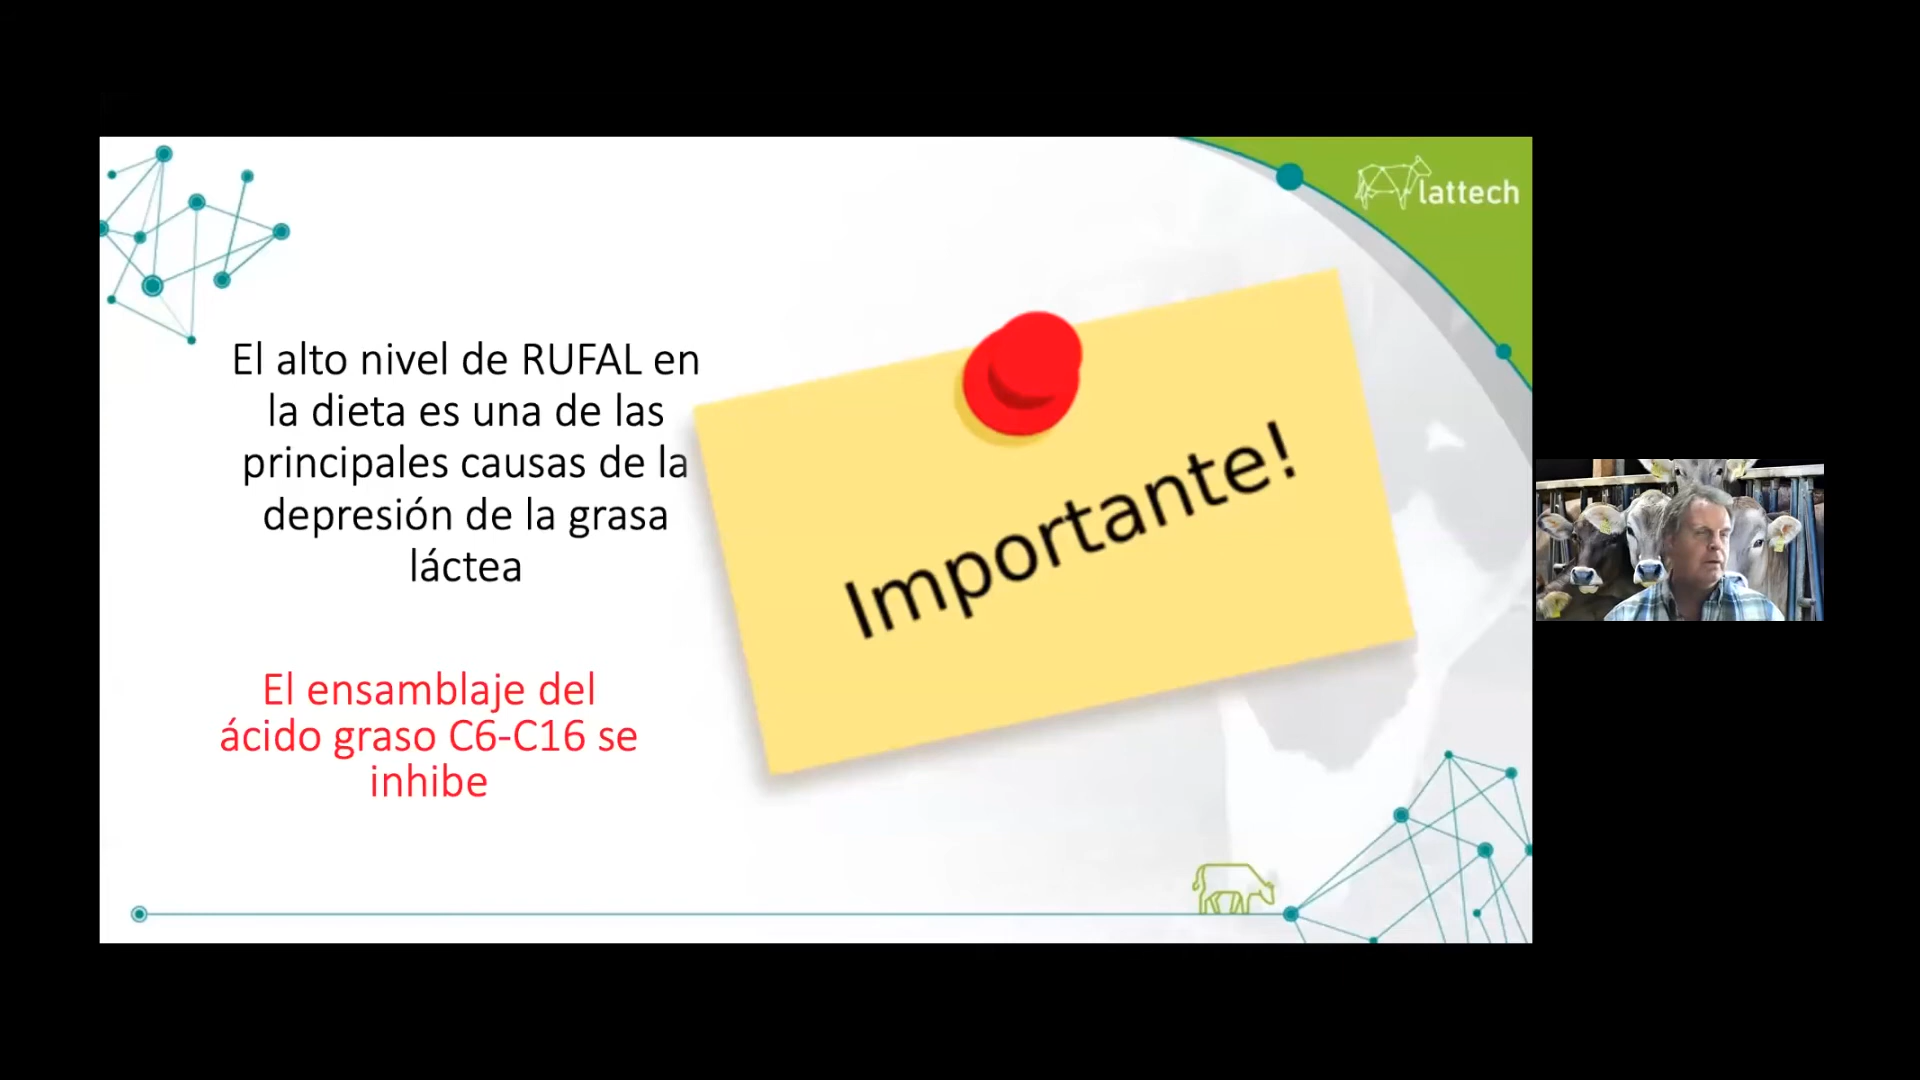 lattech
El alto nivel de RUFAL en
la dieta es una de las
principales causas de la
depresión de la grasa
láctea
Importante!
El ensamblaje del
ácido graso C6-C16 se
inhibe